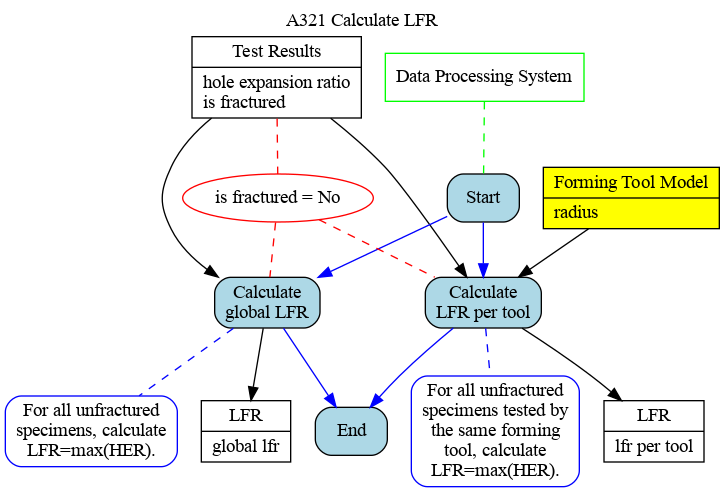 A321 Calculate LFR
Test Results
hole expansion ratio
is fractured
Data Processing System
is fractured = No
Start
Forming Tool Model
radius
Calculate
global LFR
Calculate
LFR per tool
For all unfractured
specimens, calculate
LFR=max(HER).
LFR
global lfr
End
For all unfractured
specimens tested by
the same forming
tool, calculate
LFR=max(HER).
LFR
lfr per tool